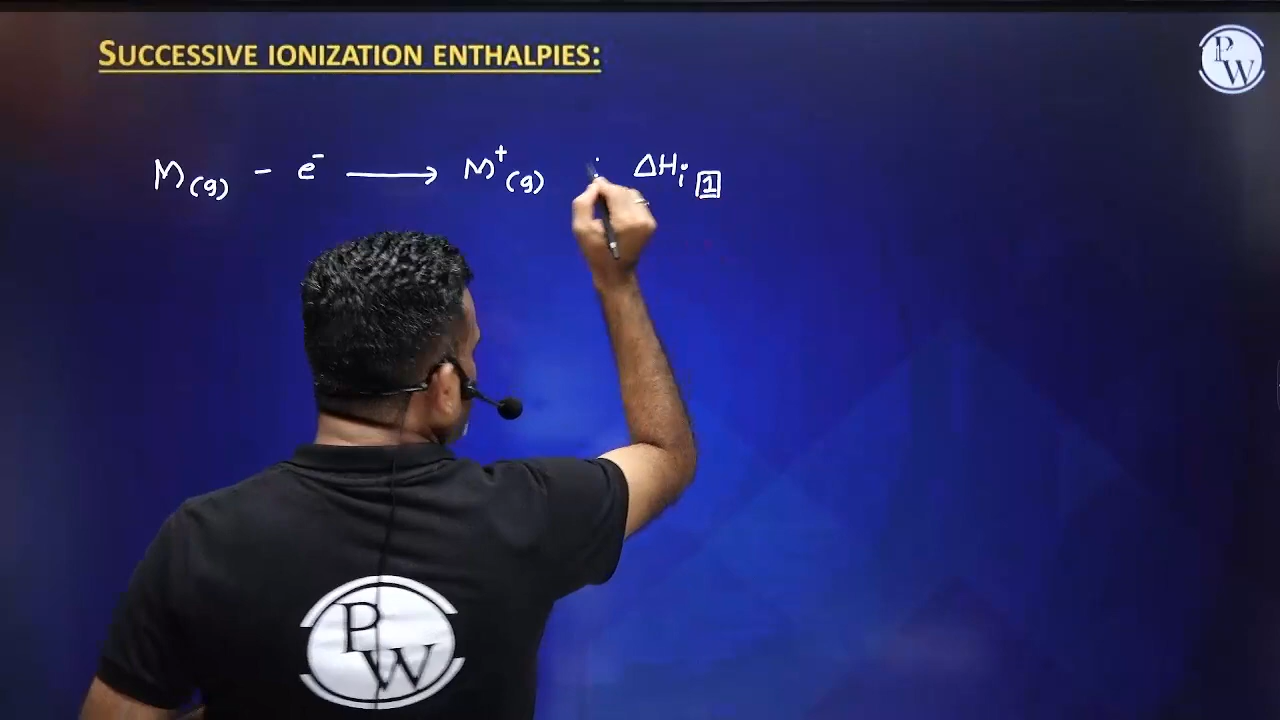 SUCCESSIVE IONIZATION ENTHALPIES:
M(g) - e⁻ ⟶ M⁺(g) ; ΔHi 1
PW
PW